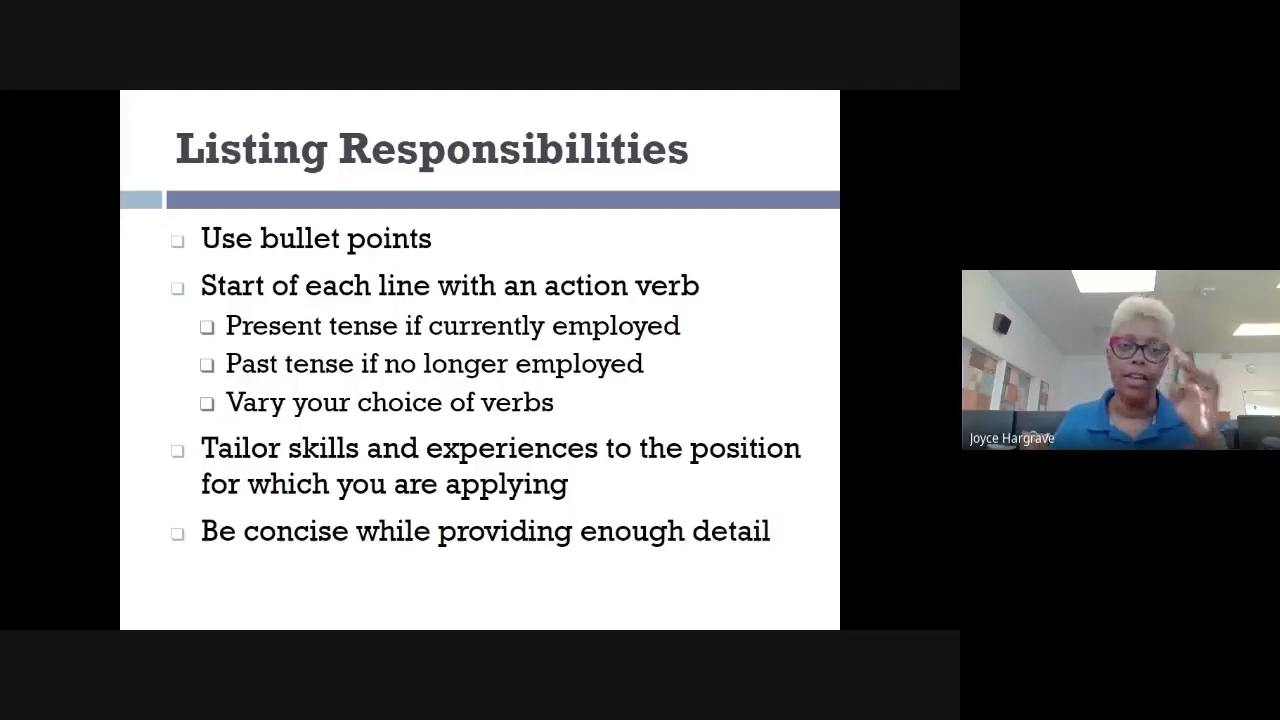 Listing Responsibilities
Use bullet points
Start of each line with an action verb
Present tense if currently employed
Past tense if no longer employed
Vary your choice of verbs
Tailor skills and experiences to the position
for which you are applying
Be concise while providing enough detail
Joyce Hargrave